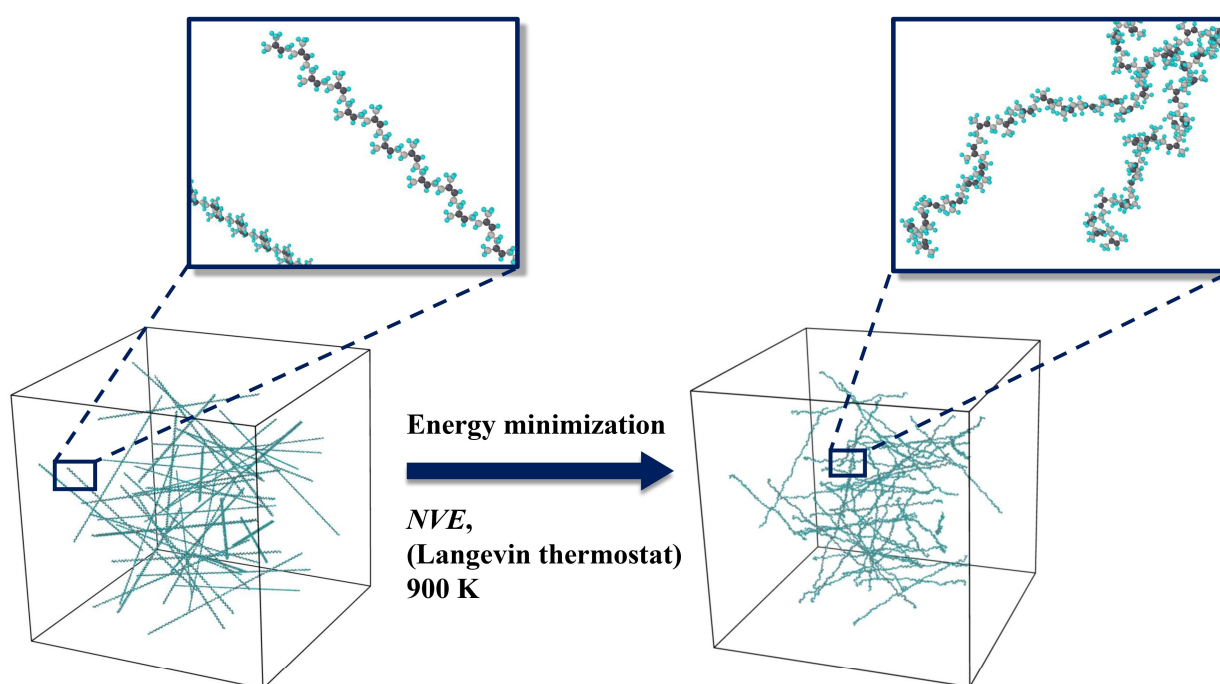 Energy minimization
NVE,
(Langevin thermostat)
900 K